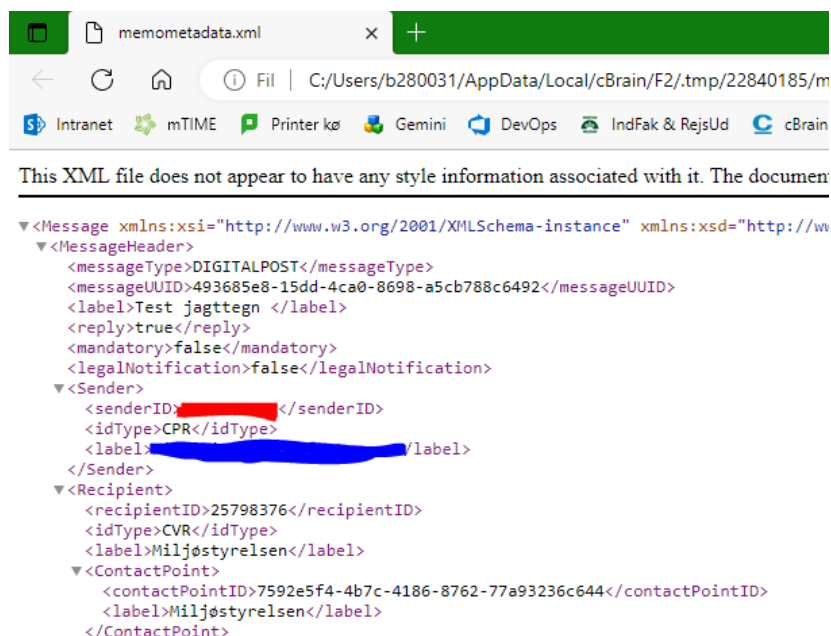 memometadata.xml
Fil | C:/Users/b280031/AppData/Local/cBrain/F2/.tmp/22840185/m
Intranet mTIME Printer kø Gemini DevOps IndFak & RejsUd cBrain
This XML file does not appear to have any style information associated with it. The documen
▼<Message xmlns:xsi="http://www.w3.org/2001/XMLSchema-instance" xmlns:xsd="http://ww
▼<MessageHeader>
<messageType>DIGITALPOST</messageType>
<messageUUID>493685e8-15dd-4ca0-8698-a5cb788c6492</messageUUID>
<label>Test jagttegn </label>
<reply>true</reply>
<mandatory>false</mandatory>
<legalNotification>false</legalNotification>
▼<Sender>
<senderID></senderID>
<idType>CPR</idType>
<label>/label>
</Sender>
▼<Recipient>
<recipientID>25798376</recipientID>
<idType>CVR</idType>
<label>Miljøstyrelsen</label>
▼<ContactPoint>
<contactPointID>7592e5f4-4b7c-4186-8762-77a93236c644</contactPointID>
<label>Miljøstyrelsen</label>
</ContactPoint>